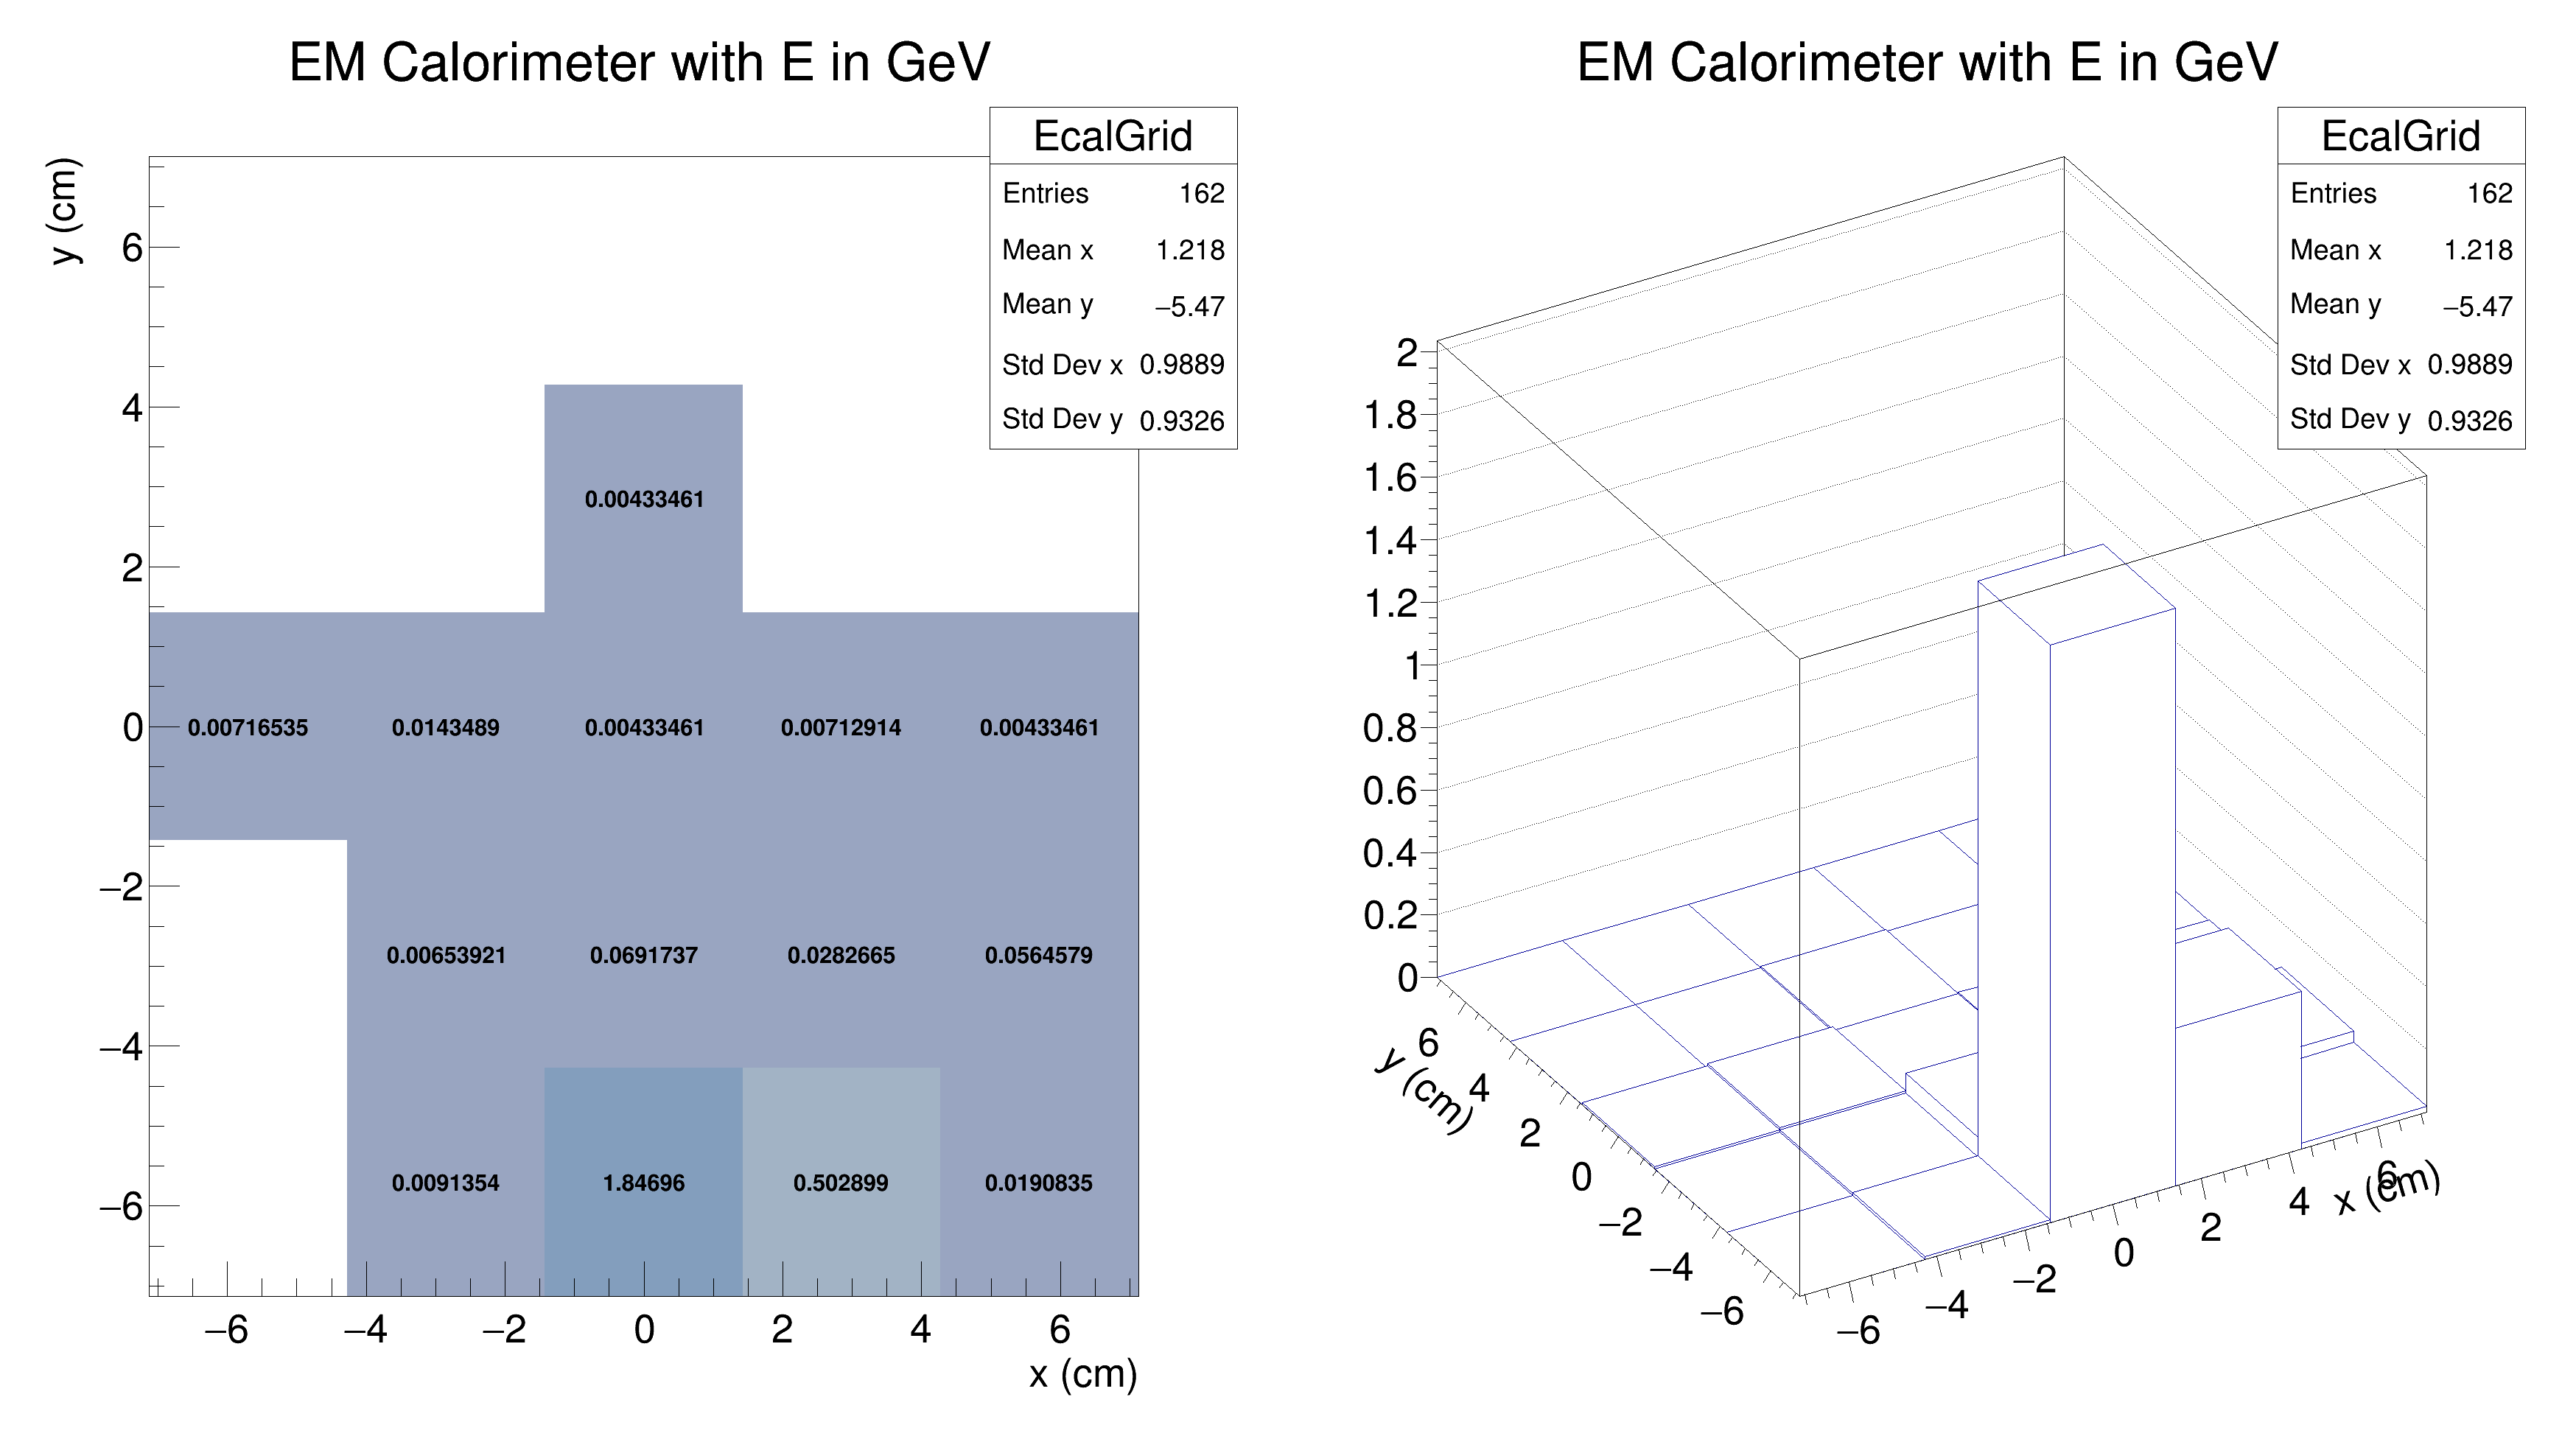 EM Calorimeter with E in GeV
EcalGrid
Entries 162
Mean x 1.218
Mean y −5.47
Std Dev x 0.9889
Std Dev y 0.9326
y (cm)
6
4
2
0
−2
−4
−6
0.00433461
0.00716535 0.0143489 0.00433461 0.00712914 0.00433461
0.00653921 0.0691737 0.0282665 0.0564579
0.0091354 1.84696 0.502899 0.0190835
−6 −4 −2 0 2 4 6
x (cm)
EM Calorimeter with E in GeV
EcalGrid
Entries 162
Mean x 1.218
Mean y −5.47
Std Dev x 0.9889
Std Dev y 0.9326
2
1.8
1.6
1.4
1.2
1
0.8
0.6
0.4
0.2
0
y (cm)
6
4
2
0
−2
−4
−6
−6 −4 −2 0 2 4 6
x (cm)